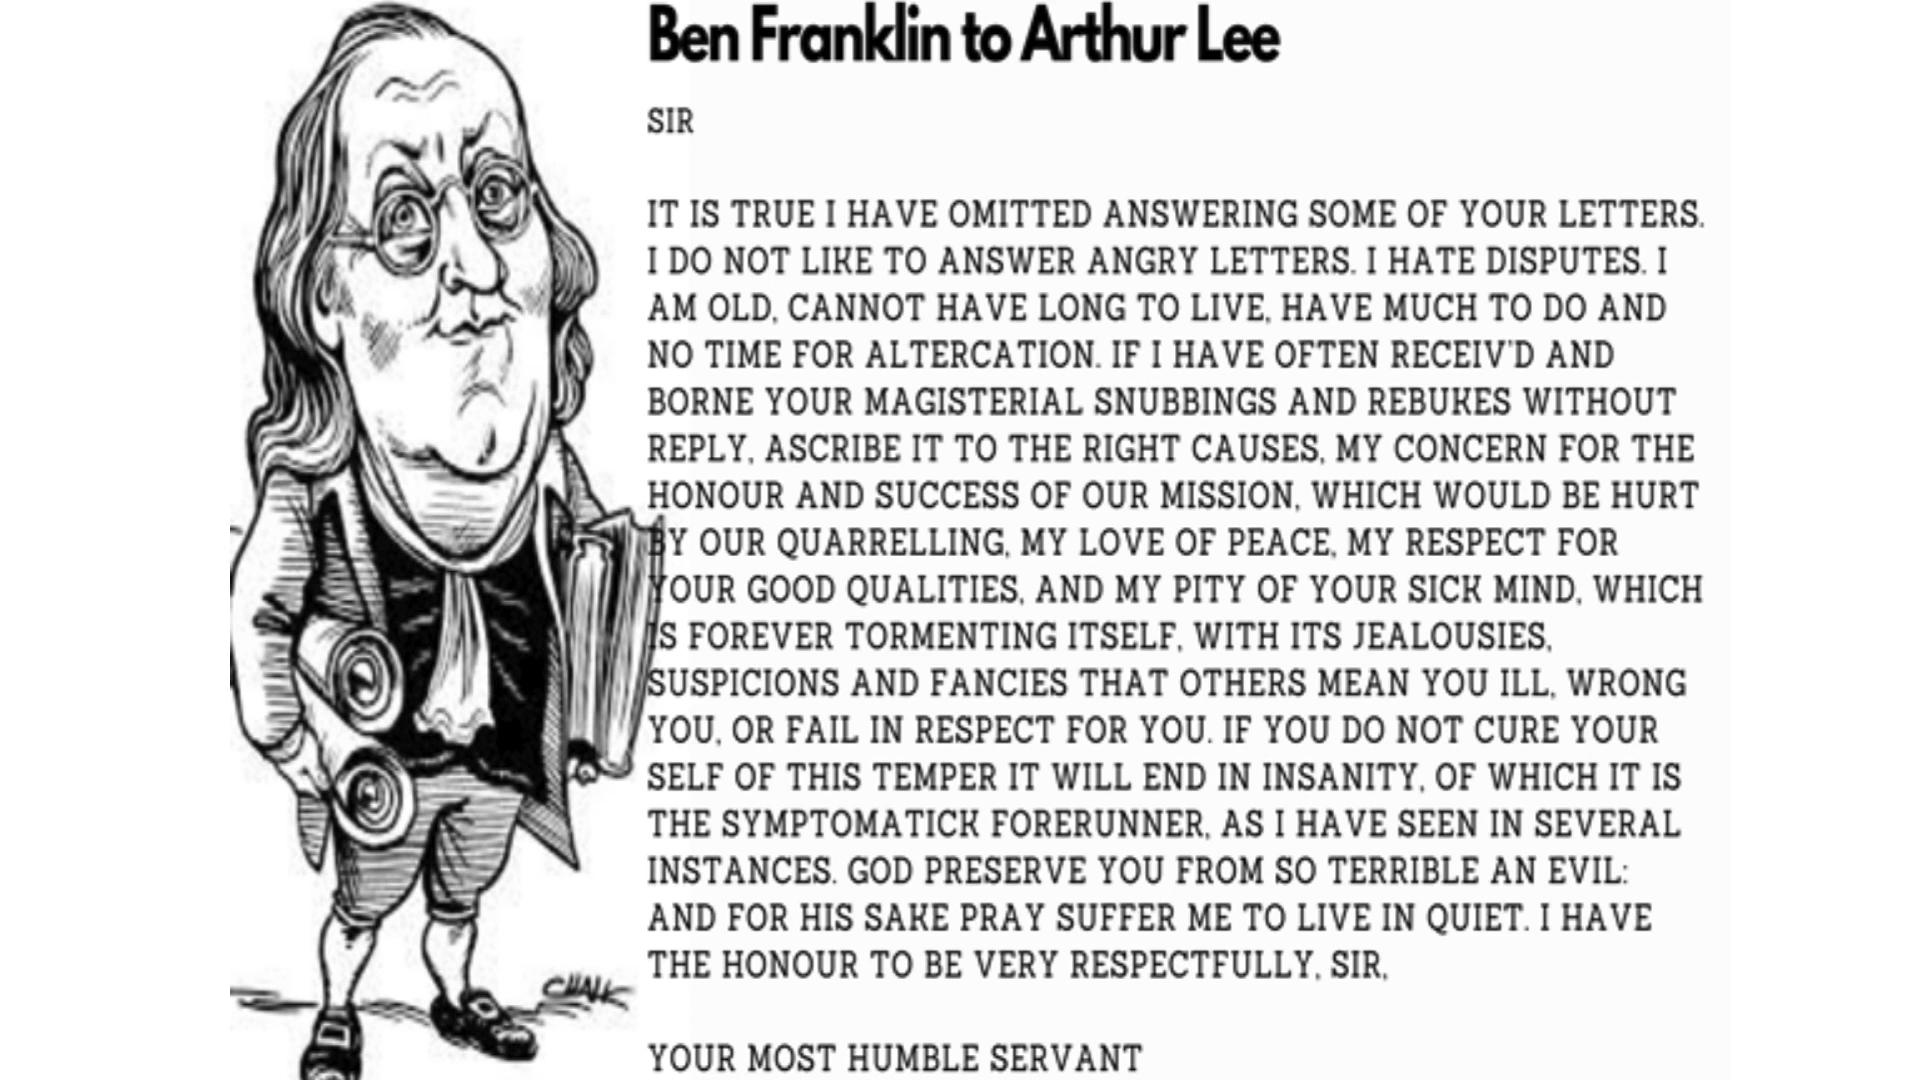 Ben Franklin to Arthur Lee
SIR
IT IS TRUE I HAVE OMITTED ANSWERING SOME OF YOUR LETTERS.
I DO NOT LIKE TO ANSWER ANGRY LETTERS. I HATE DISPUTES. I
AM OLD, CANNOT HAVE LONG TO LIVE, HAVE MUCH TO DO AND
NO TIME FOR ALTERCATION. IF I HAVE OFTEN RECEIV'D AND
BORNE YOUR MAGISTERIAL SNUBBINGS AND REBUKES WITHOUT
REPLY, ASCRIBE IT TO THE RIGHT CAUSES, MY CONCERN FOR THE
HONOUR AND SUCCESS OF OUR MISSION, WHICH WOULD BE HURT
BY OUR QUARRELLING, MY LOVE OF PEACE, MY RESPECT FOR
YOUR GOOD QUALITIES, AND MY PITY OF YOUR SICK MIND, WHICH
IS FOREVER TORMENTING ITSELF, WITH ITS JEALOUSIES,
SUSPICIONS AND FANCIES THAT OTHERS MEAN YOU ILL, WRONG
YOU, OR FAIL IN RESPECT FOR YOU. IF YOU DO NOT CURE YOUR
SELF OF THIS TEMPER IT WILL END IN INSANITY, OF WHICH IT IS
THE SYMPTOMATICK FORERUNNER, AS I HAVE SEEN IN SEVERAL
INSTANCES. GOD PRESERVE YOU FROM SO TERRIBLE AN EVIL:
AND FOR HIS SAKE PRAY SUFFER ME TO LIVE IN QUIET. I HAVE
THE HONOUR TO BE VERY RESPECTFULLY, SIR,
YOUR MOST HUMBLE SERVANT